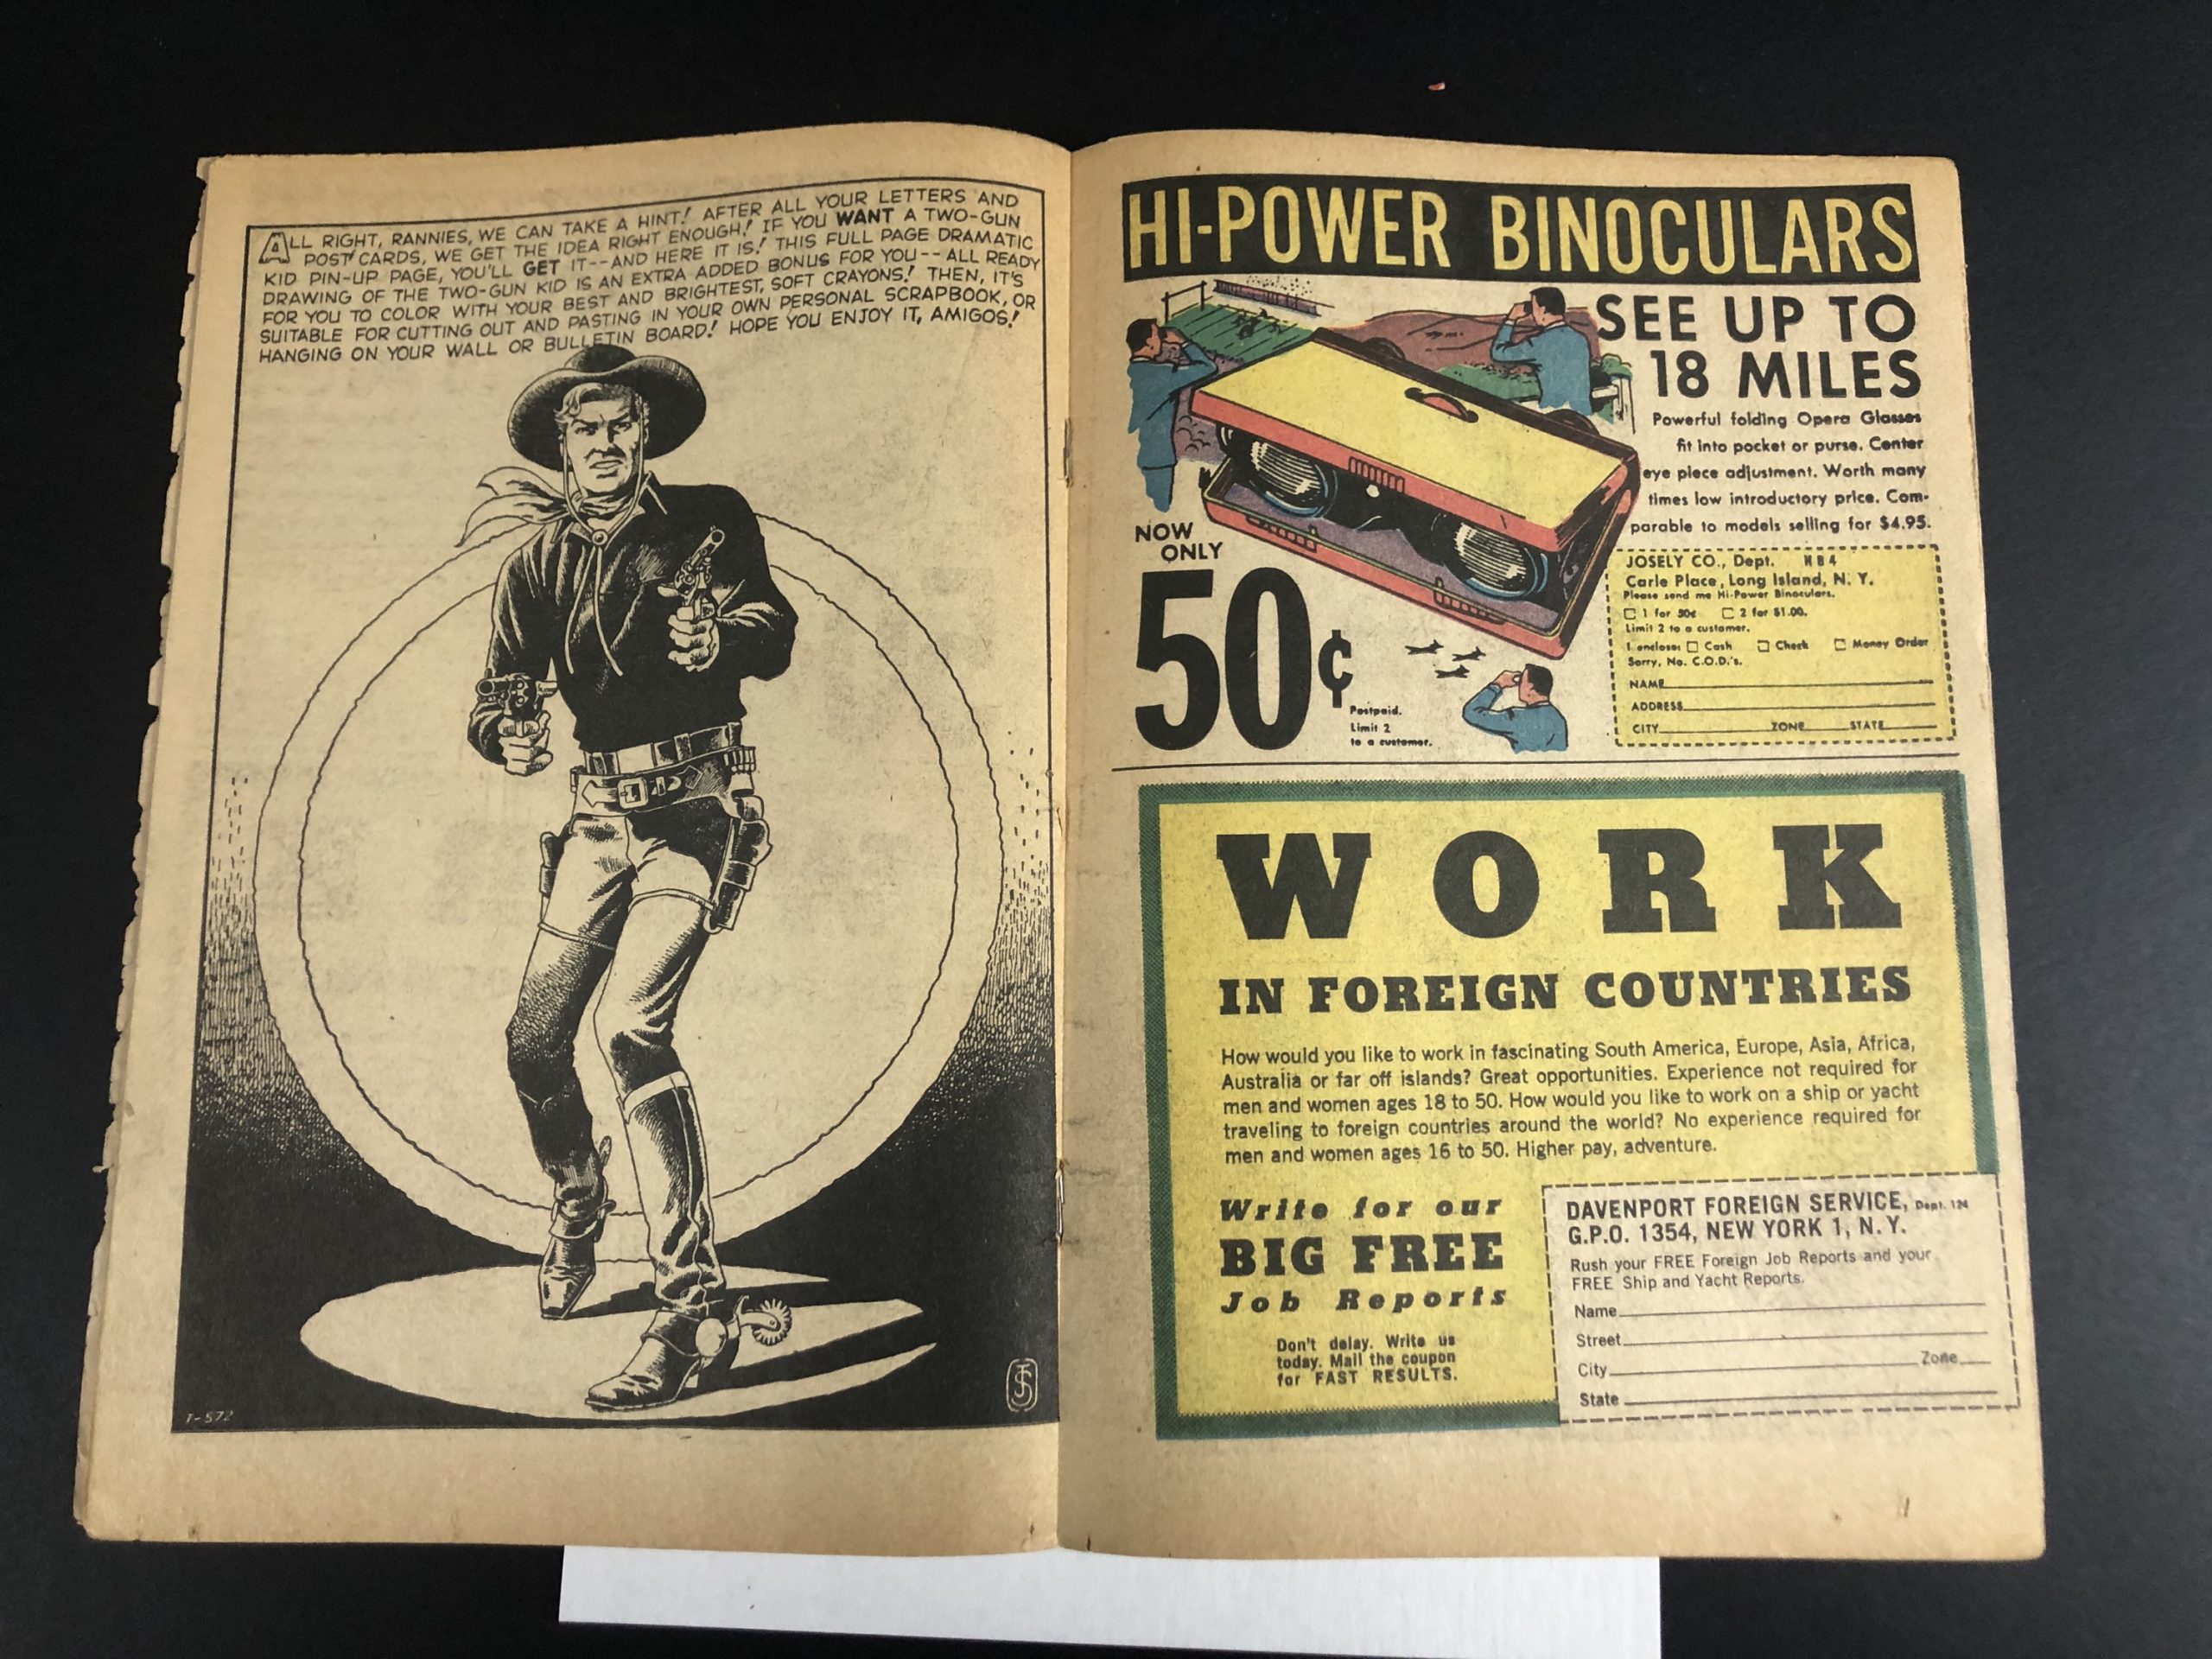 ALL RIGHT, RANNIES, WE CAN TAKE A HINT! AFTER ALL YOUR LETTERS AND
POST CARDS, WE GET THE IDEA RIGHT ENOUGH! IF YOU WANT A TWO-GUN
KID PIN-UP PAGE, YOU'LL GET IT--AND HERE IT IS! THIS FULL PAGE DRAMATIC
DRAWING OF THE TWO-GUN KID IS AN EXTRA ADDED BONUS FOR YOU--ALL READY
FOR YOU TO COLOR WITH YOUR BEST AND BRIGHTEST, SOFT CRAYONS! THEN, IT'S
SUITABLE FOR CUTTING OUT AND PASTING IN YOUR OWN PERSONAL SCRAPBOOK, OR
HANGING ON YOUR WALL OR BULLETIN BOARD! HOPE YOU ENJOY IT, AMIGOS!
T-572
HI-POWER BINOCULARS
SEE UP TO
18 MILES
Powerful folding Opera Glasses
fit into pocket or purse. Center
eye piece adjustment. Worth many
times low introductory price. Com-
parable to models selling for $4.95.
NOW
ONLY
50¢
Postpaid.
Limit 2
to a customer.
JOSELY CO., Dept. HB4
Carle Place, Long Island, N. Y.
Please send me Hi-Power Binoculars.
☐ 1 for 50¢ ☐ 2 for $1.00.
Limit 2 to a customer.
I enclose: ☐ Cash ☐ Check ☐ Money Order
Sorry, No. C.O.D.'s.
NAME
ADDRESS
CITY ZONE STATE
WORK
IN FOREIGN COUNTRIES
How would you like to work in fascinating South America, Europe, Asia, Africa,
Australia or far off islands? Great opportunities. Experience not required for
men and women ages 18 to 50. How would you like to work on a ship or yacht
traveling to foreign countries around the world? No experience required for
men and women ages 16 to 50. Higher pay, adventure.
Write for our
BIG FREE
Job Reports
Don't delay. Write us
today. Mail the coupon
for FAST RESULTS.
DAVENPORT FOREIGN SERVICE, Dept. 124
G.P.O. 1354, NEW YORK 1, N.Y.
Rush your FREE Foreign Job Reports and your
FREE Ship and Yacht Reports.
Name
Street
City Zone
State